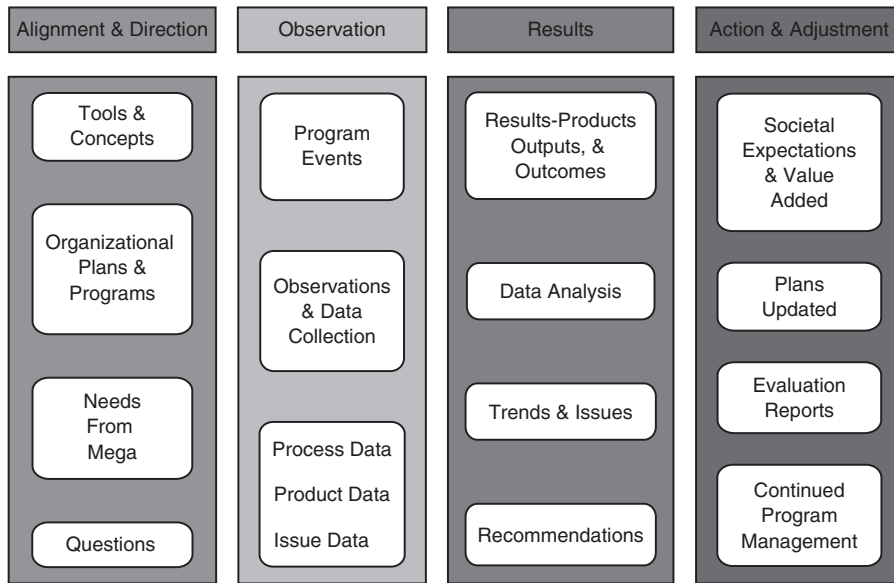 Alignment & Direction
Tools &
Concepts
Organizational
Plans &
Programs
Needs
From
Mega
Questions
Observation
Program
Events
Observations
& Data
Collection
Process Data
Product Data
Issue Data
Results
Results-Products
Outputs, &
Outcomes
Data Analysis
Trends & Issues
Recommendations
Action & Adjustment
Societal
Expectations
& Value
Added
Plans
Updated
Evaluation
Reports
Continued
Program
Management